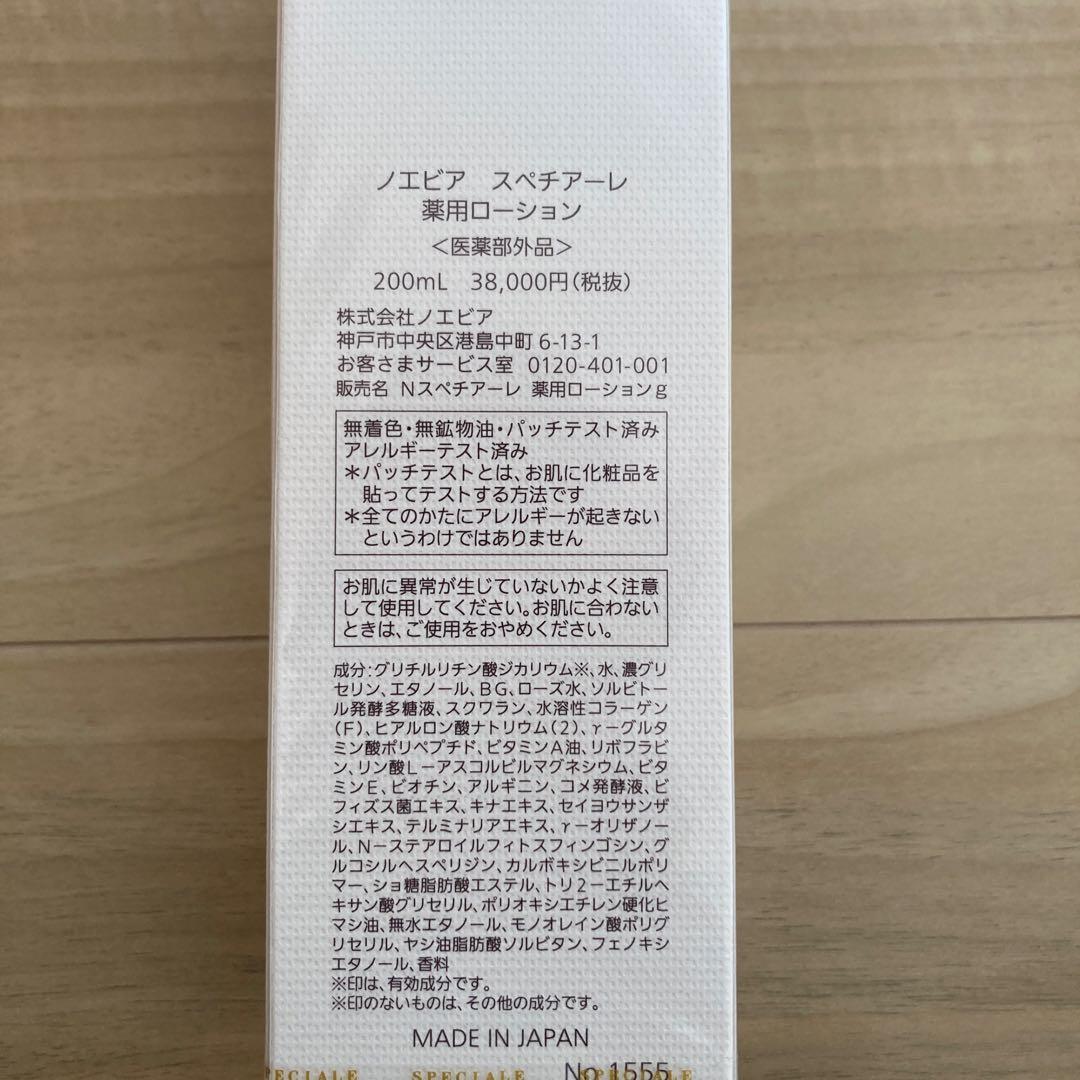 ノエビア　スペチアーレ
薬用ローション
＜医薬部外品＞
200mL　38,000円(税抜)
株式会社ノエビア
神戸市中央区港島中町6-13-1
お客さまサービス室　0120-401-001
販売名　Nスペチアーレ　薬用ローションg
無着色・無鉱物油・パッチテスト済み
アレルギーテスト済み
＊パッチテストとは、お肌に化粧品を
貼ってテストする方法です
＊全てのかたにアレルギーが起きない
というわけではありません
お肌に異常が生じていないかよく注意
して使用してください。お肌に合わない
ときは、ご使用をおやめください。
成分：グリチルリチン酸ジカリウム※、水、濃グリ
セリン、エタノール、BG、ローズ水、ソルビトー
ル発酵多糖液、スクワラン、水溶性コラーゲン
（F）、ヒアルロン酸ナトリウム（2）、γーグルタ
ミン酸ポリペプチド、ビタミンA油、リボフラビ
ン、リン酸L－アスコルビルマグネシウム、ビタ
ミンE、ビオチン、アルギニン、コメ発酵液、ビ
フィズス菌エキス、キナエキス、セイヨウサンザ
シエキス、テルミナリアエキス、γーオリザノー
ル、N－ステアロイルフィトスフィンゴシン、グ
ルコシルヘスペリジン、カルボキシビニルポリ
マー、ショ糖脂肪酸エステル、トリ2－エチルヘ
キサン酸グリセリル、ポリオキシエチレン硬化ヒ
マシ油、無水エタノール、モノオレイン酸ポリグ
リセリル、ヤシ油脂肪酸ソルビタン、フェノキシ
エタノール、香料
※印は、有効成分です。
※印のないものは、その他の成分です。
MADE IN JAPAN
No.1555
PECIALE　SPECIALE　SPECIALE